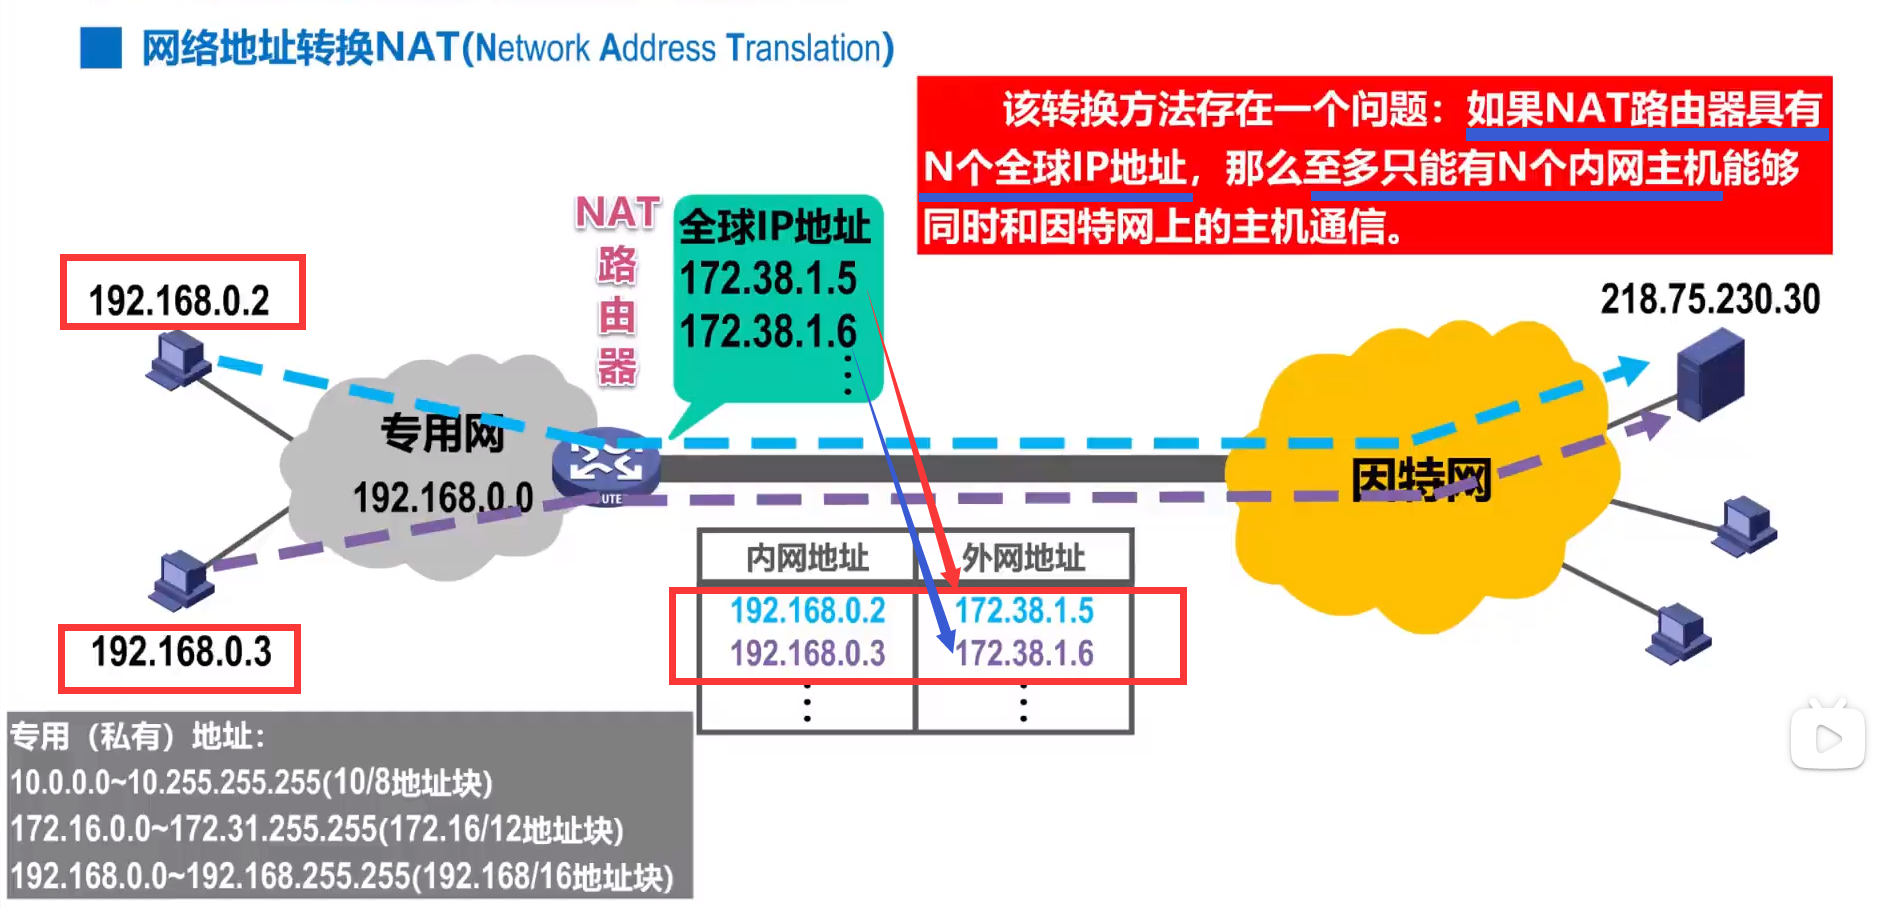 网络地址转换NAT(Network Address Translation)
该转换方法存在一个问题：如果NAT路由器具有
N个全球IP地址，那么至多只能有N个内网主机能够
同时和因特网上的主机通信。
NAT
路
由
器
全球IP地址
172.38.1.5
172.38.1.6
192.168.0.2
218.75.230.30
专用网
192.168.0.0
UTE
因特网
192.168.0.3
内网地址 外网地址
192.168.0.2 172.38.1.5
192.168.0.3 172.38.1.6
专用（私有）地址：
10.0.0.0~10.255.255.255(10/8地址块)
172.16.0.0~172.31.255.255(172.16/12地址块)
192.168.0.0~192.168.255.255(192.168/16地址块)